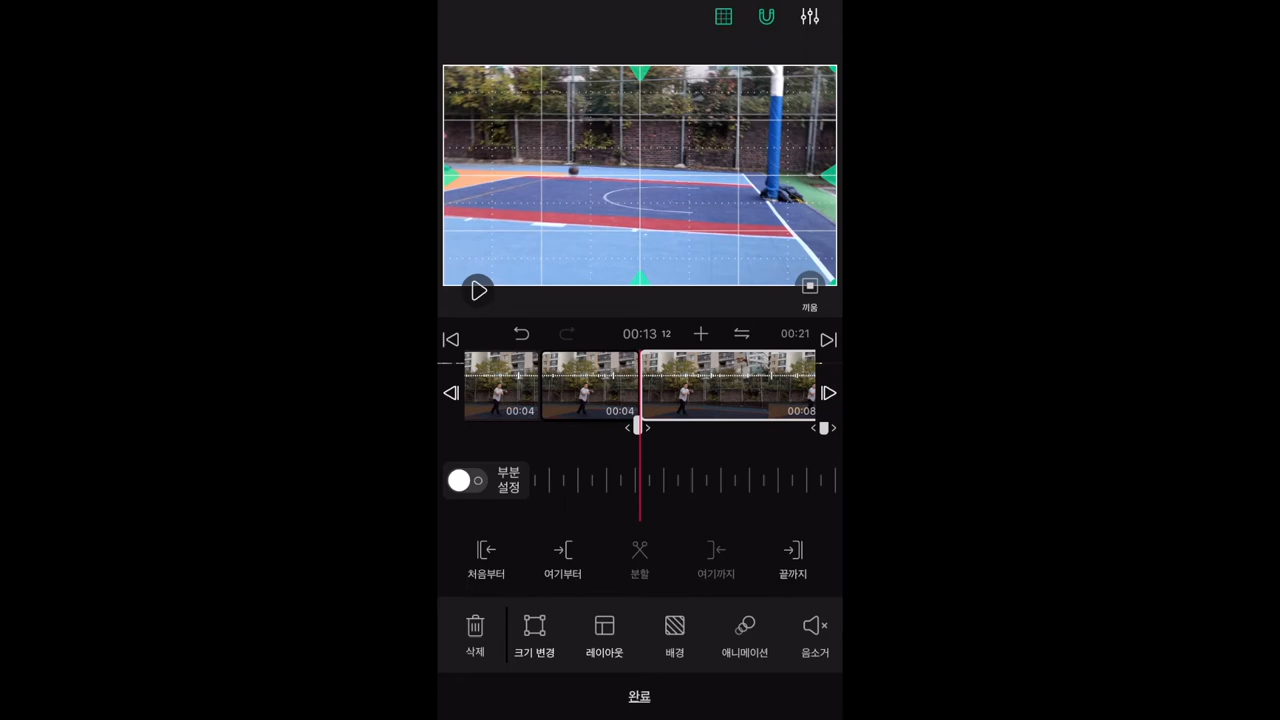 끼움
00:13 12
00:21
00:04
00:04
00:08
부분
설정
처음부터
여기부터
분할
여기까지
끝까지
삭제
크기 변경
레이아웃
배경
애니메이션
음소거
완료